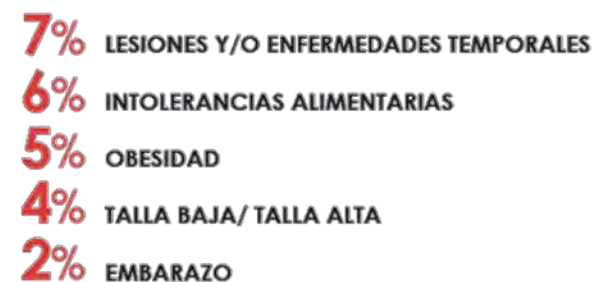 7% LESIONES Y/O ENFERMEDADES TEMPORALES
6% INTOLERANCIAS ALIMENTARIAS
5% OBESIDAD
4% TALLA BAJA/ TALLA ALTA
2% EMBARAZO